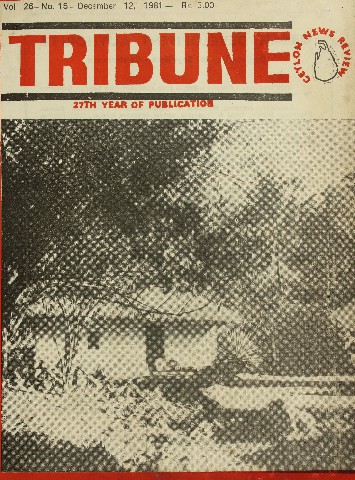 Vol 26- No. 15- December 12, 1981- Rs 3.00
TRIBUNE
CEYLON NEWS REVIEW
27TH YEAR OF PUBLICATION